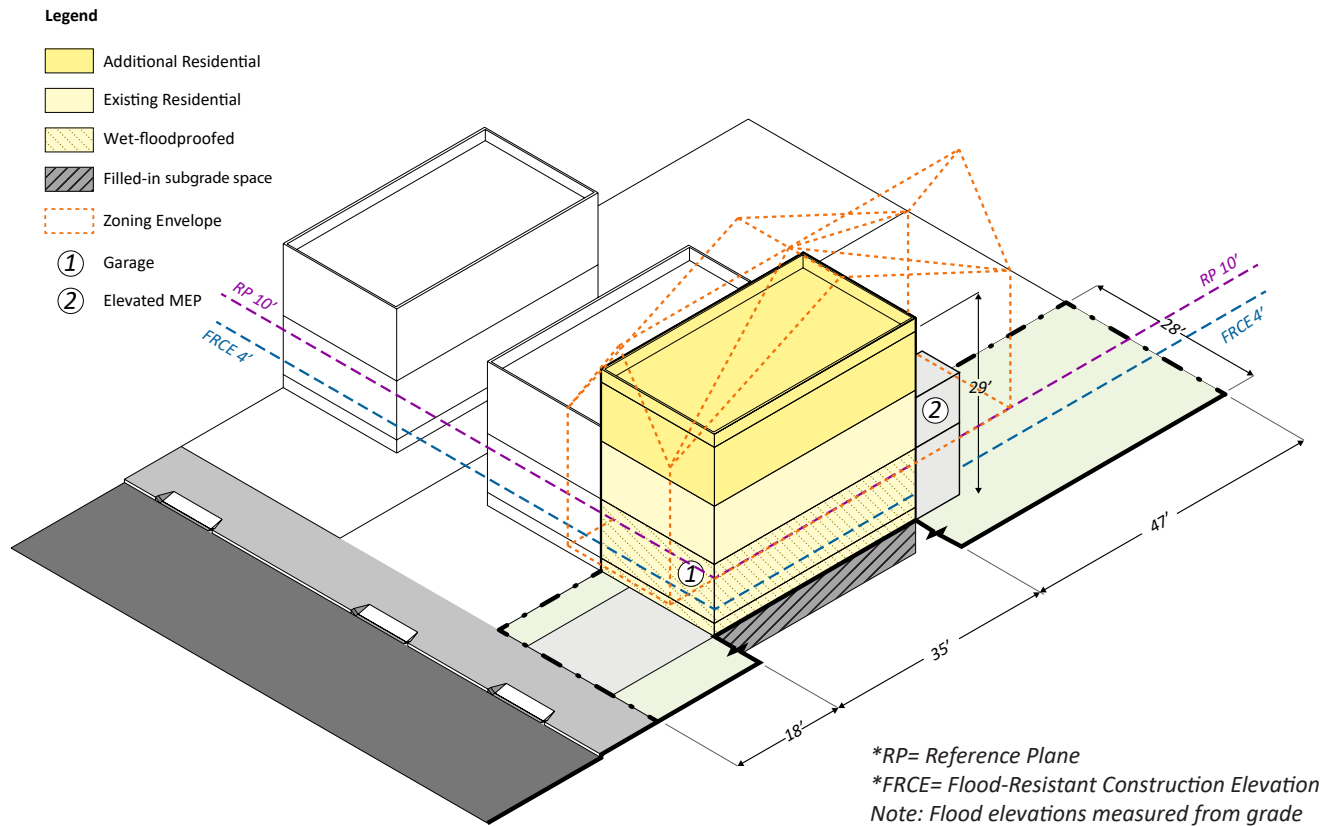 Legend
Additional Residential
Existing Residential
Wet-floodproofed
Filled-in subgrade space
Zoning Envelope
1 Garage
2 Elevated MEP
RP 10’
FRCE 4’
RP 10’
FRCE 4’
28’
29’
2
1
47’
35’
18’
*RP= Reference Plane
*FRCE= Flood-Resistant Construction Elevation
Note: Flood elevations measured from grade